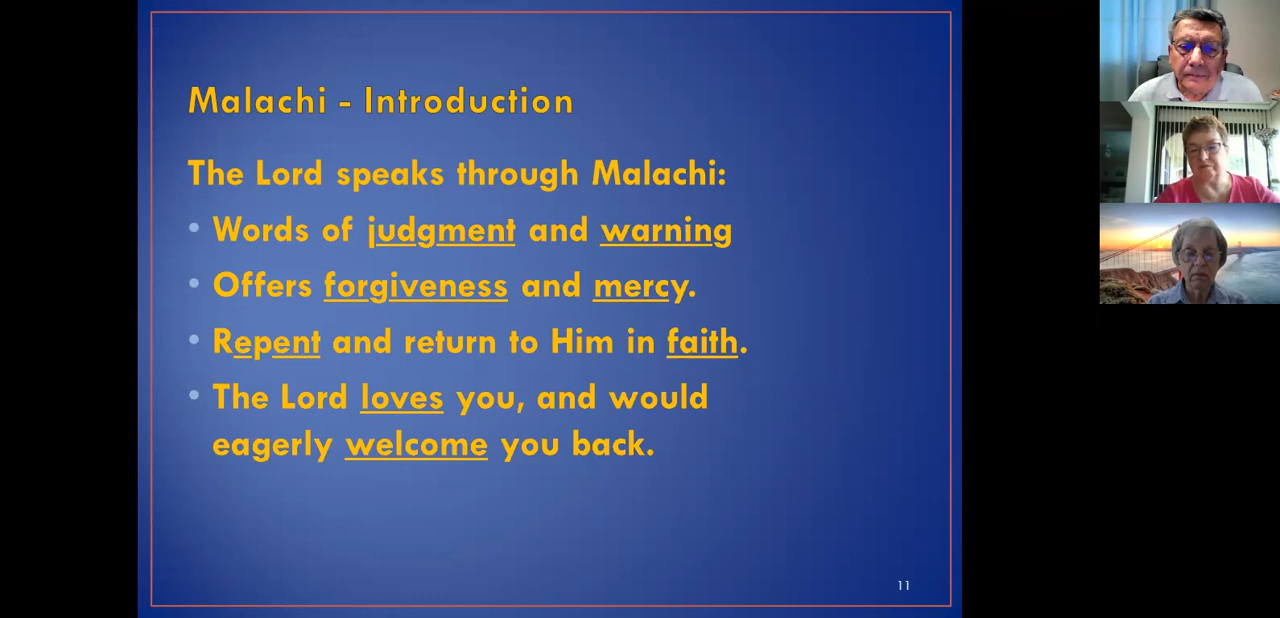 Malachi - Introduction
The Lord speaks through Malachi:
• Words of judgment and warning
• Offers forgiveness and mercy.
• Repent and return to Him in faith.
• The Lord loves you, and would
eagerly welcome you back.
11